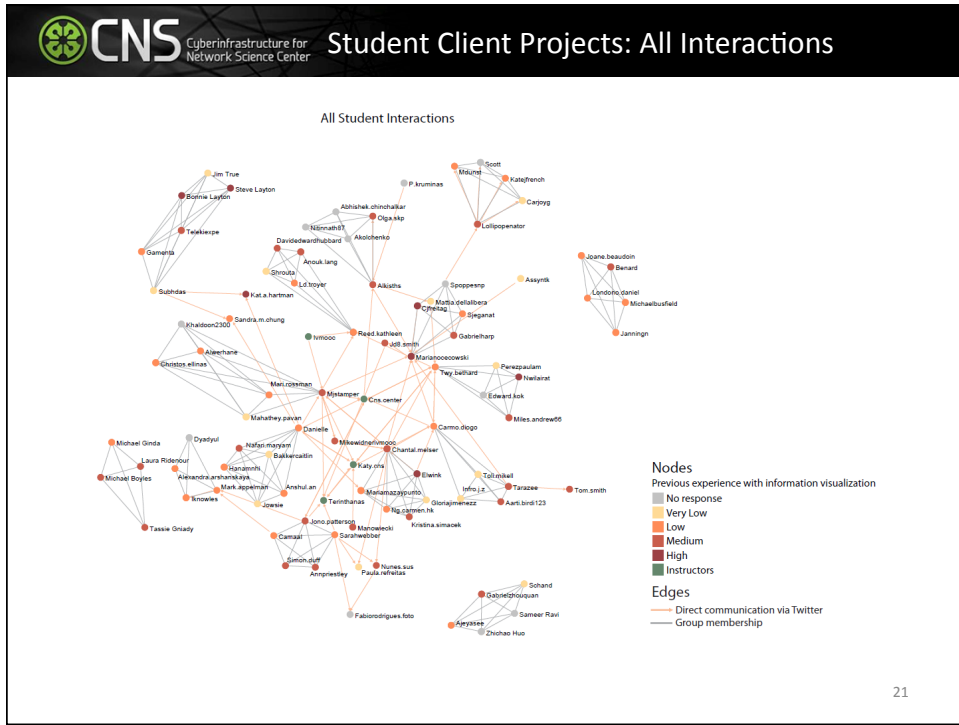 CNS Cyberinfrastructure for
Network Science Center
Student Client Projects: All Interactions
All Student Interactions
Jim True
Steve Layton
Bonnie Layton
Telekiexpe
Gamenta
Subhdas
P.kruminas
Scott
Mdunst
Katejfrench
Carjoyg
Lollipopenator
Abhishek.chinchalkar
Olga.skp
Nitinnath87
Akolchenko
Davidedwardhubbard
Anouk.lang
Shrouta
Ld.troyer
Alkisths
Spoppesnp
Assyntk
Mattia.dellalibera
Cjfreitag
Sjeganat
Gabrielharp
Joane.beaudoin
Benard
Londono.daniel
Michaelbusfield
Janningn
Kat.a.hartman
Sandra.m.chung
Khaldoon2300
Ivmooc
Reed.kathleen
Jd8.smith
Marianocecowski
Alwerhane
Christos.ellinas
Twy.bethard
Perezpaulam
Nwilairat
Edward.kok
Miles.andrew66
Mari.rossman
Mjstamper
Cns.center
Mahathey.pavan
Danielle
Carmo.diogo
Mikewidnerivmooc
Chantal.melser
Michael Ginda
Dyadyul
Nafari.maryam
Bakkercaitlin
Laura Ridenour
Michael Boyles
Alexandra.arshanskaya
Hanamnhi
Katy.cns
Elwink
Toll.mikell
Mark.appelman
Anshul.an
Mariamazaypunto
Gloriajimenezz
Infro.j.z
Tarazee
Tom.smith
Knowles
Jowsie
Terinthanas
Ng.carmen.hk
Aarti.bird123
Tassie Gniady
Jono.patterson
Manowiecki
Kristina.simacek
Camaal
Sarahwebber
Simon.duff
Annpriestley
Paula.refreitas
Nunes.sus
Fabiorodrigues.foto
Sohand
Gabrielzhouquan
Sameer Ravi
Ajeyasee
Zhichao Huo
Nodes
Previous experience with information visualization
No response
Very Low
Low
Medium
High
Instructors
Edges
Direct communication via Twitter
Group membership
21